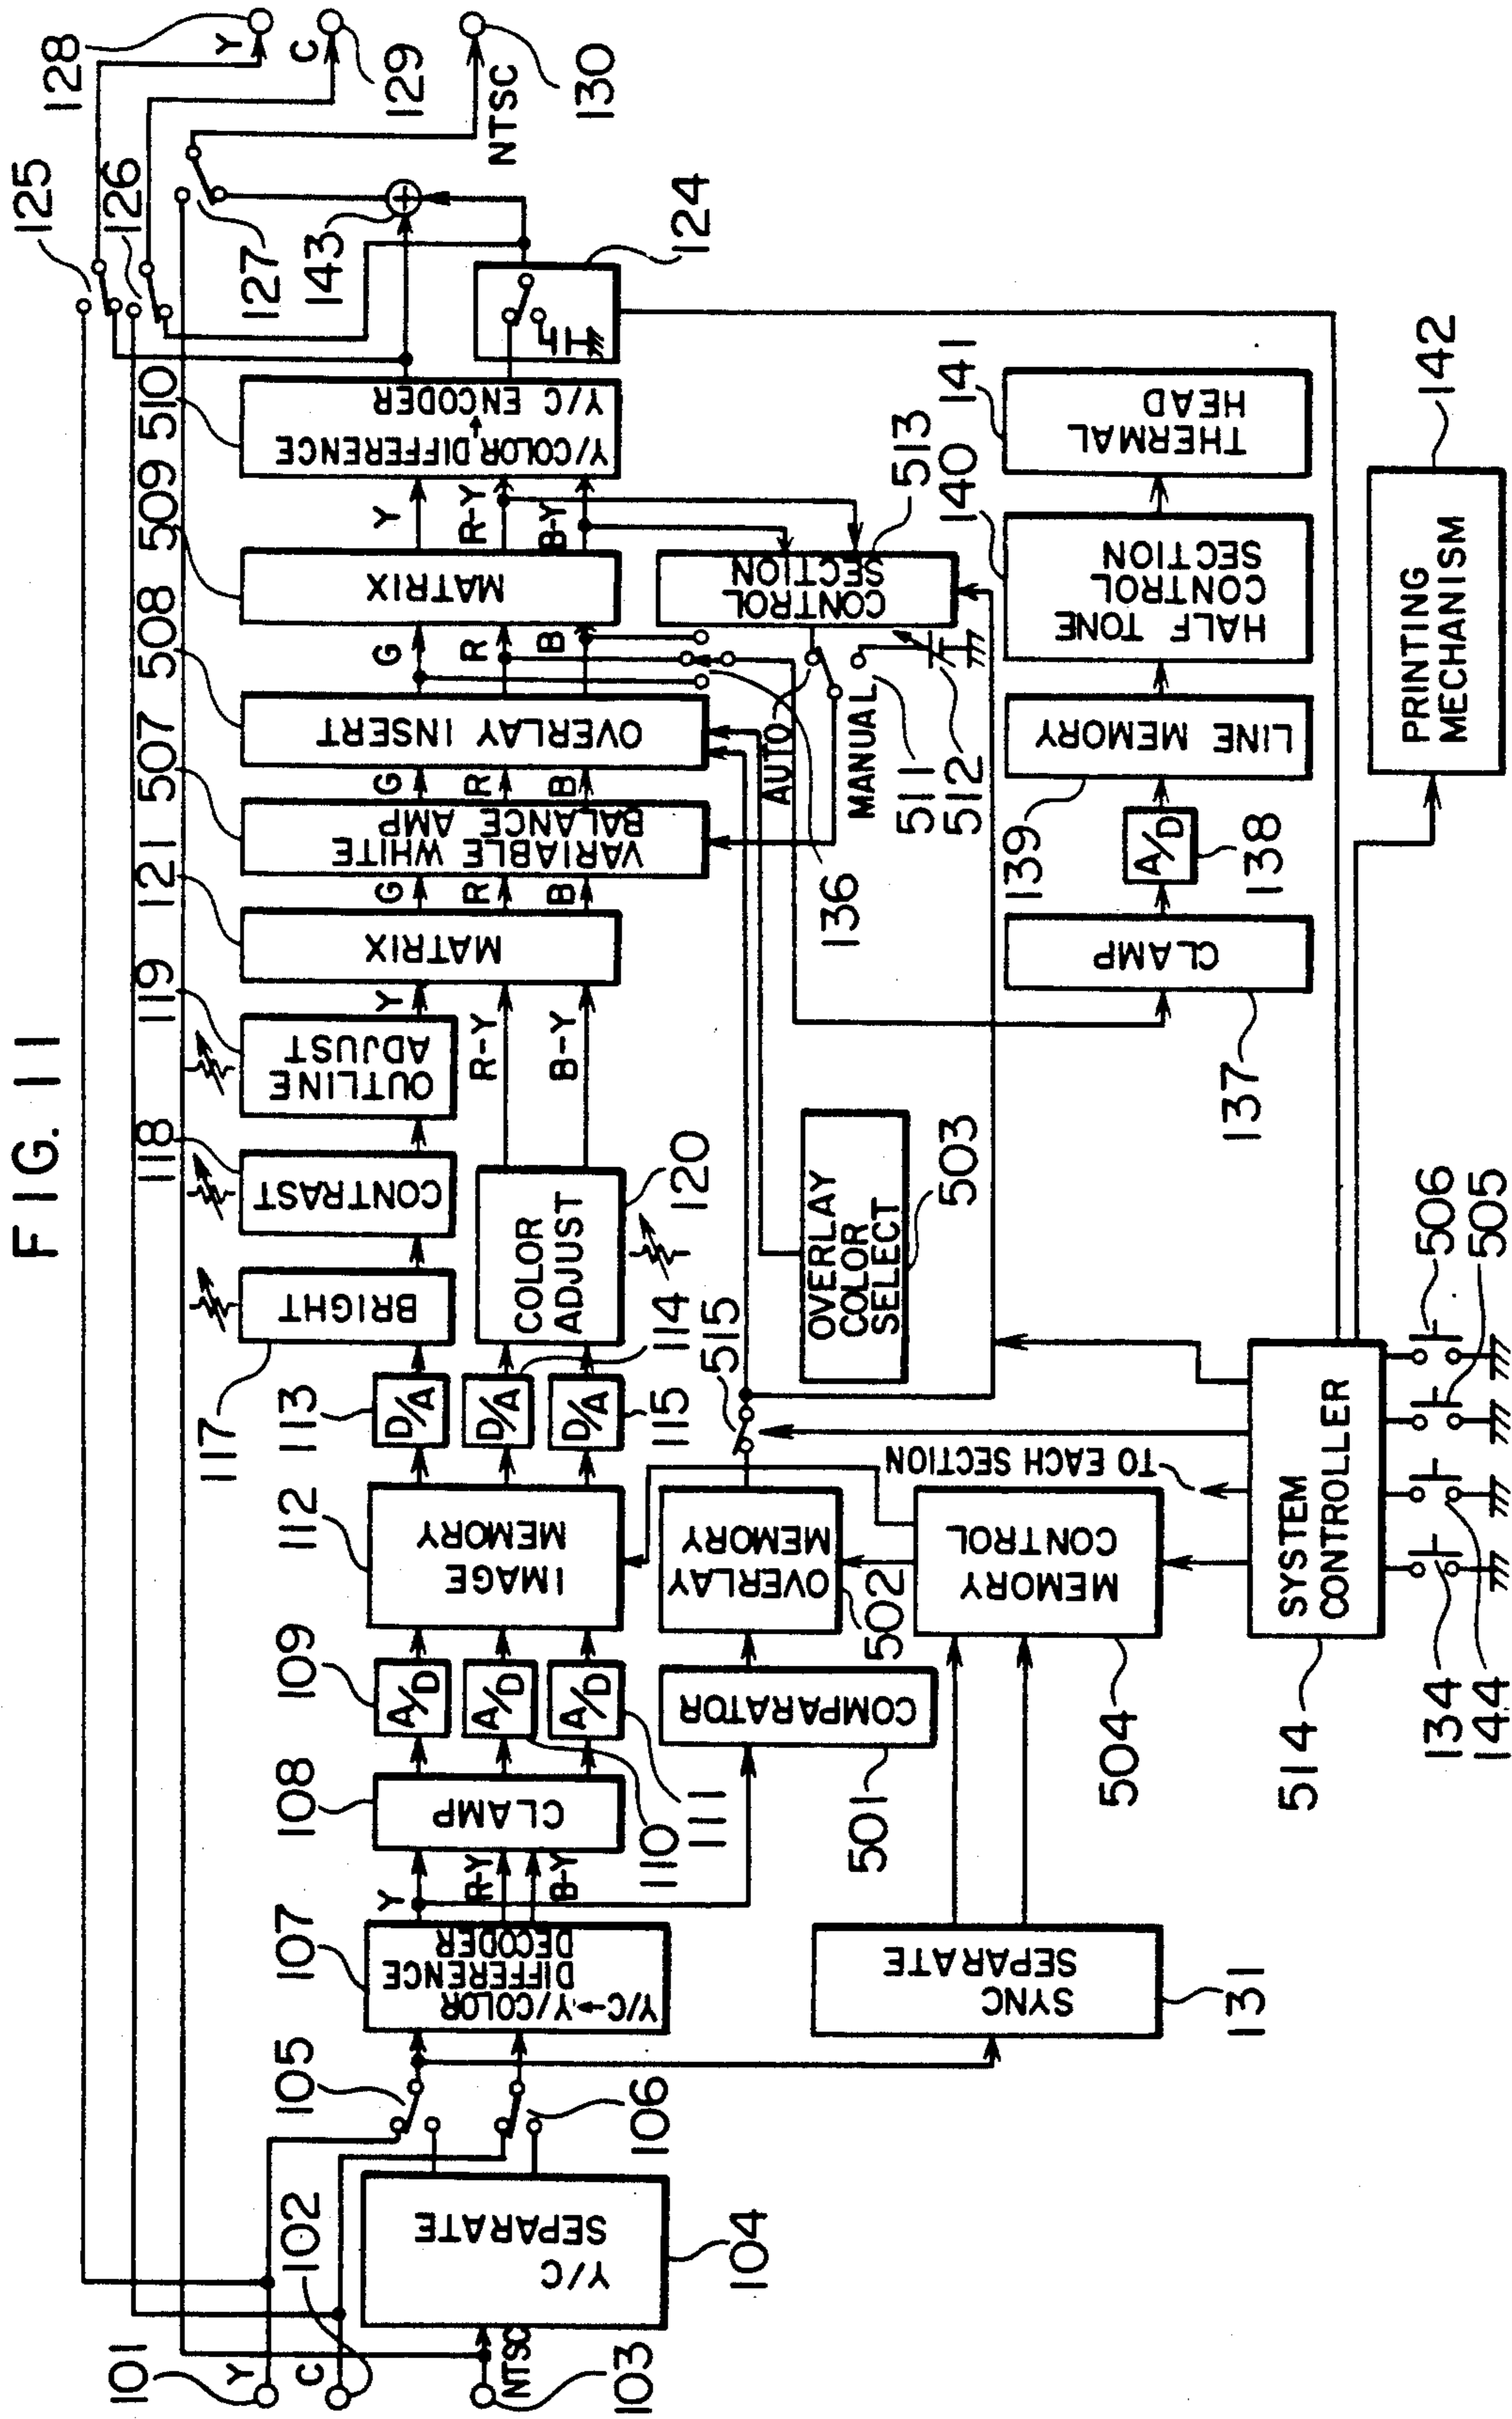 FIG. 11
101
Y
C
102
103
NTSC
Y/C
SEPARATE
104
105
106
107
Y/C→Y/COLOR
DIFFERENCE
DECODER
Y
R-Y
B-Y
108
CLAMP
109
A/D
A/D
A/D
110
111
112
IMAGE
MEMORY
113
D/A
D/A
D/A
114
115
117
BRIGHT
118
CONTRAST
119
OUTLINE
ADJUST
COLOR
ADJUST
120
Y
R-Y
B-Y
121
MATRIX
G
R
B
507
VARIABLE WHITE
BALANCE AMP
G
R
B
508
OVERLAY INSERT
G
R
B
509
MATRIX
Y
R-Y
B-Y
510
Y/COLOR DIFFERENCE
→
Y/C ENCODER
124
125
126
127
143
128
Y
C
129
NTSC
130
131
SYNC
SEPARATE
501
COMPARATOR
502
OVERLAY
MEMORY
504
MEMORY
CONTROL
515
OVERLAY
COLOR
SELECT
503
TO EACH SECTION
514
SYSTEM
CONTROLLER
134
144
505
506
136
AUTO
MANUAL
511
512
CONTROL
SECTION
513
137
CLAMP
A/D
138
139
LINE MEMORY
140
HALF TONE
CONTROL
SECTION
141
THERMAL
HEAD
PRINTING
MECHANISM
142